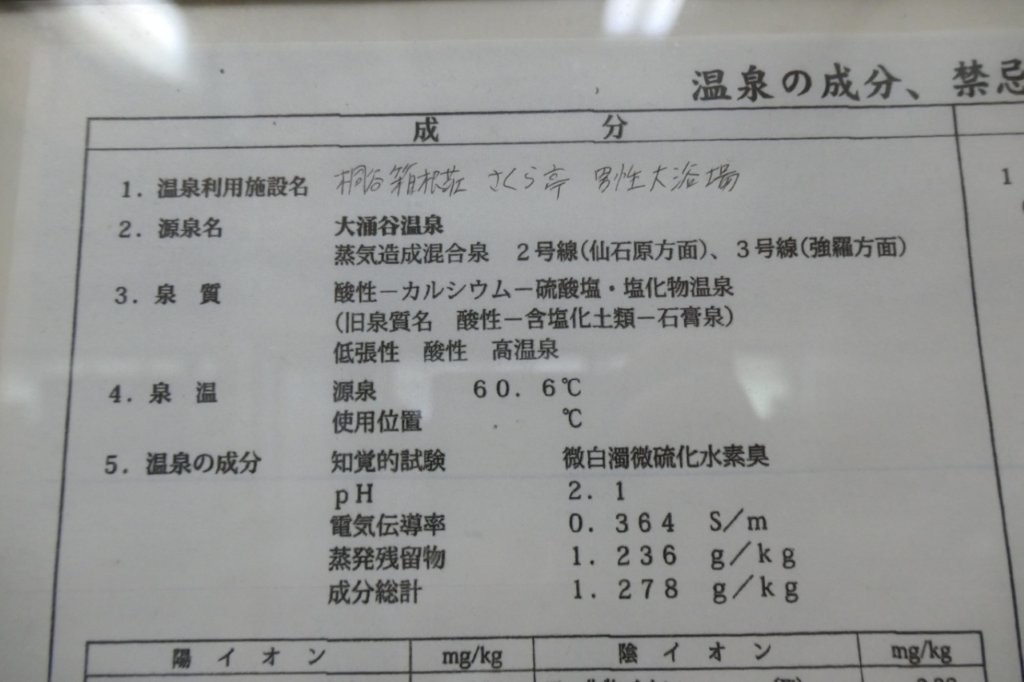 温泉の成分、禁忌
成　分
1．温泉利用施設名　桐谷箱根荘 さくら亭 男性大浴場
1
2．源泉名　大涌谷温泉
蒸気造成混合泉　２号線（仙石原方面）、３号線（強羅方面）
3．泉　質　酸性－カルシウム－硫酸塩・塩化物温泉
（旧泉質名　酸性－含塩化土類－石膏泉）
低張性　酸性　高温泉
4．泉　温　源泉　６０．６℃
使用位置　℃
5．温泉の成分　知覚的試験　微白濁微硫化水素臭
ｐＨ　２．１
電気伝導率　０．３６４　Ｓ／ｍ
蒸発残留物　１．２３６　ｇ／ｋｇ
成分総計　１．２７８　ｇ／ｋｇ
陽　イ　オ　ン　mg/kg　陰　イ　オ　ン　mg/kg